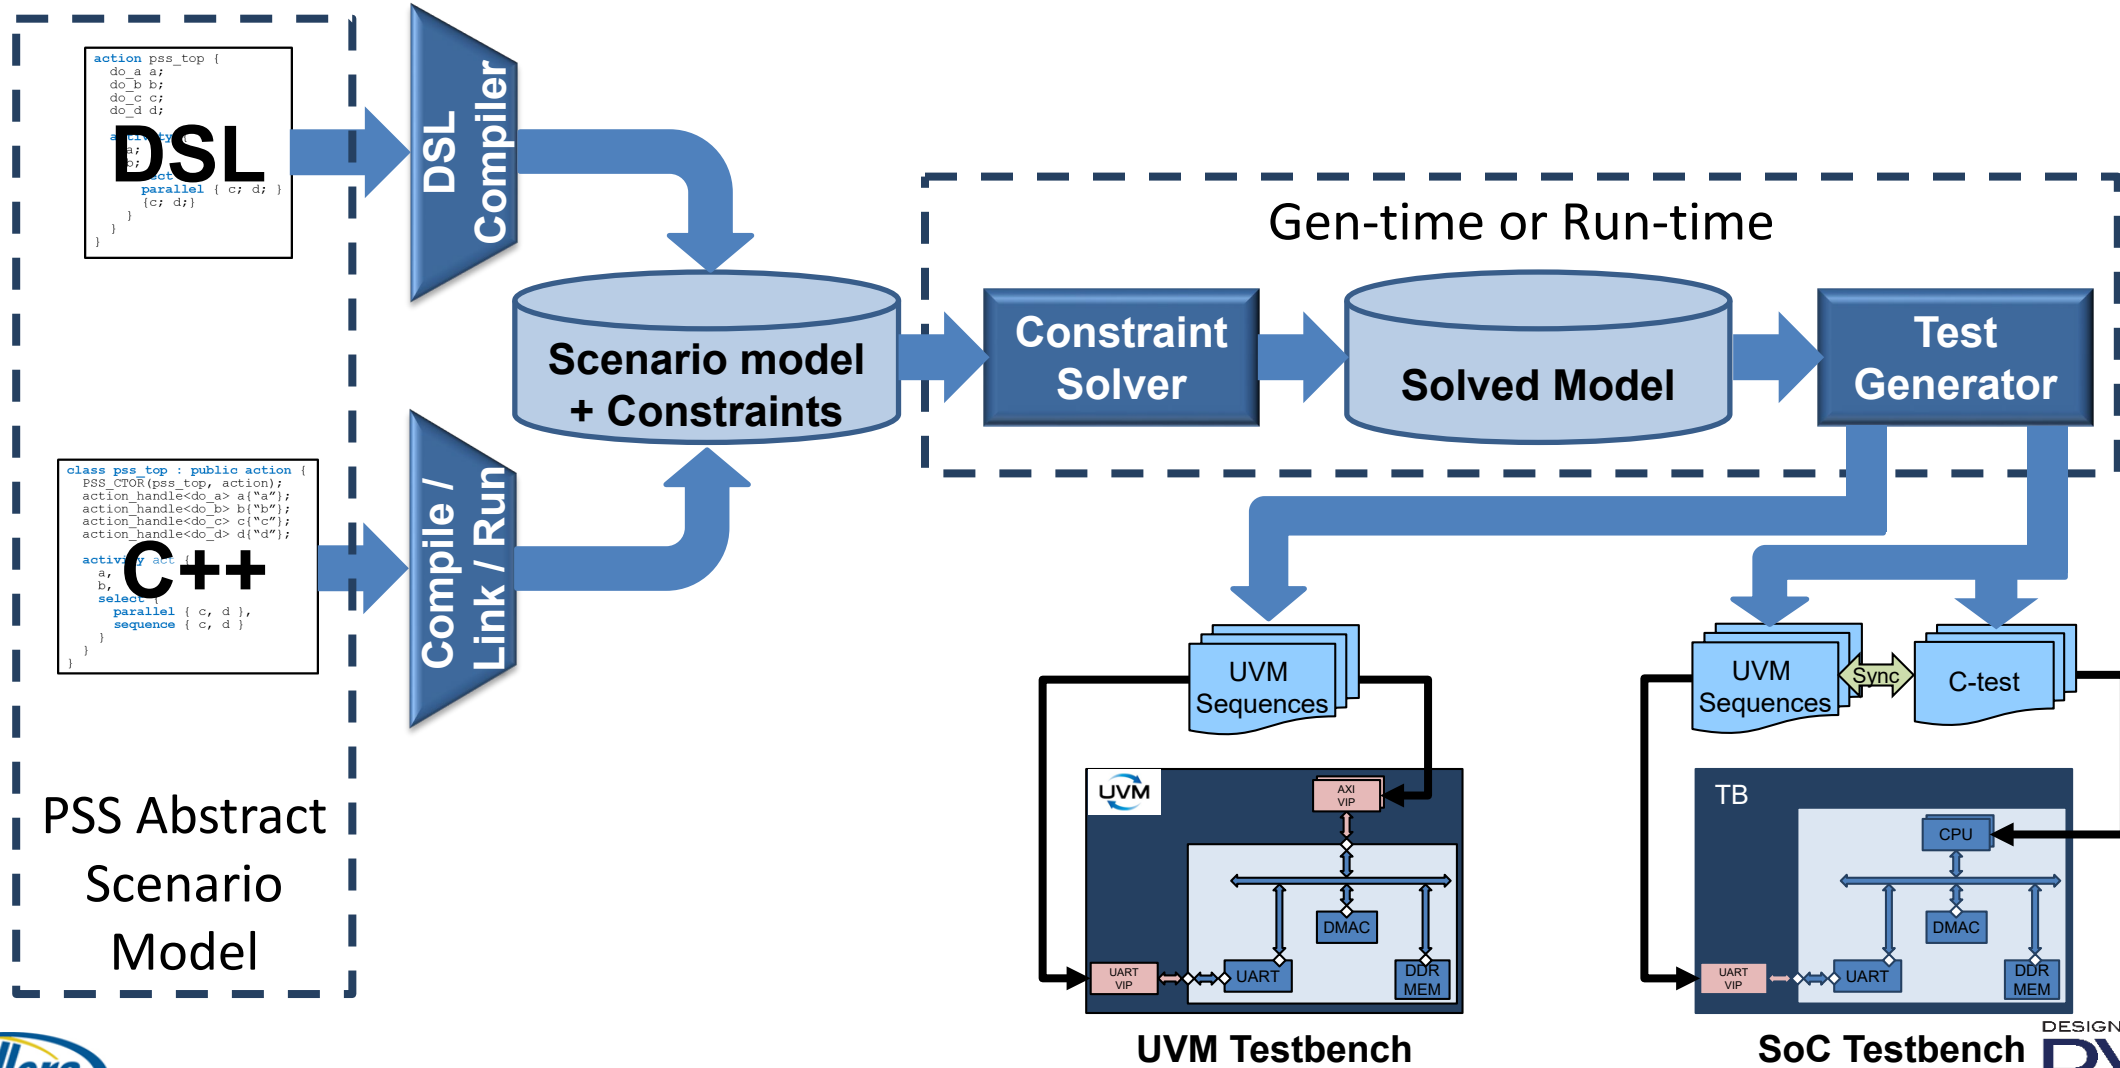 action pss_top {
do_a a;
do_b b;
do_c c;
do_d d;
parallel { c; d; }
{c; d;}
}
}
}
DSL
DSL
Compiler
class pss_top : public action {
PSS_CTOR(pss_top, action);
action_handle<do_a> a{“a”};
action_handle<do_b> b{“b”};
action_handle<do_c> c{“c”};
action_handle<do_d> d{“d”};
activity act {
a,
b,
select {
parallel { c, d },
sequence { c, d }
}
}
}
C++
Compile /
Link / Run
PSS Abstract
Scenario
Model
Scenario model
+ Constraints
Gen-time or Run-time
Constraint
Solver
Solved Model
Test
Generator
UVM
Sequences
UVM
Sequences
Sync
C-test
UVM
AXI
VIP
DMAC
UART
VIP
UART
DDR
MEM
UVM Testbench
TB
CPU
DMAC
UART
VIP
UART
DDR
MEM
SoC Testbench
DESIGN